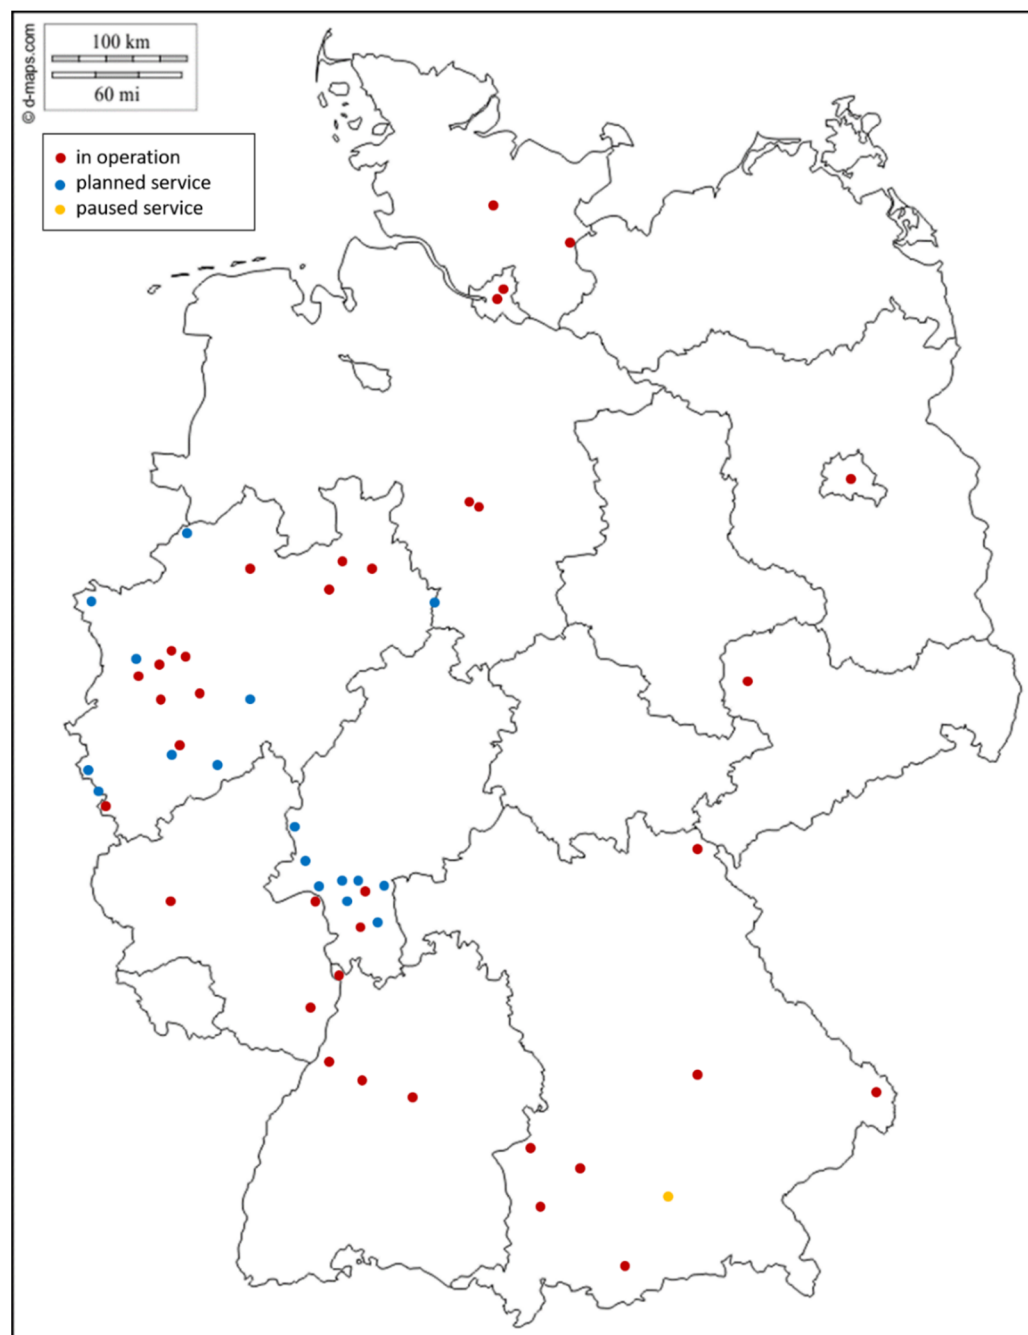 © d-maps.com
100 km
60 mi
in operation
planned service
paused service